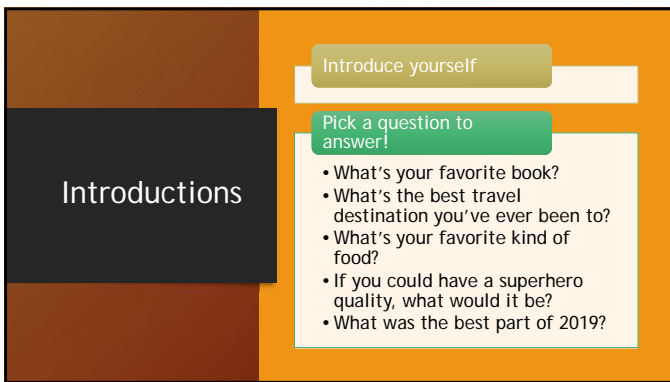 Introductions
Introduce yourself
Pick a question to
answer!
• What's your favorite book?
• What's the best travel
destination you've ever been to?
• What's your favorite kind of
food?
• If you could have a superhero
quality, what would it be?
• What was the best part of 2019?